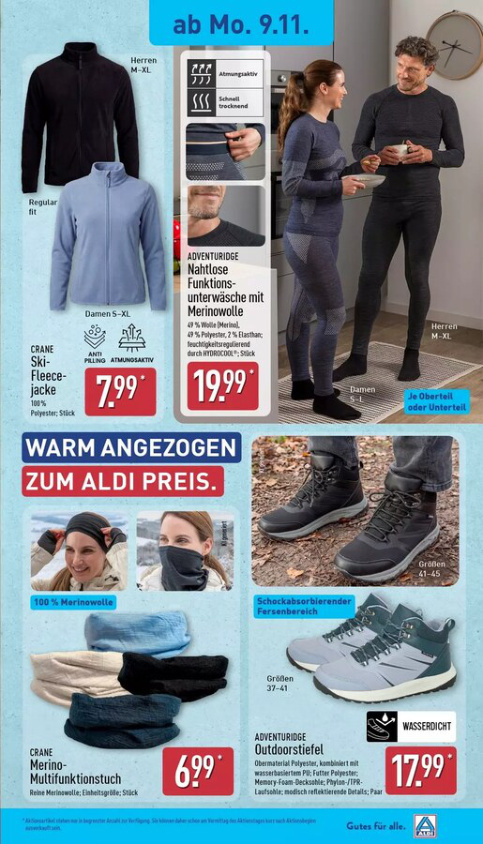 ab Mo. 9.11.
Herren
M–XL
Regular
fit
Damen S–XL
CRANE
Ski-
Fleece-
jacke
100 %
Polyester; Stück
ANTI
PILLING
ATMUNGSAKTIV
7.99*
Atmungsaktiv
Schnell
trocknend
ADVENTURIDGE
Nahtlose
Funktions-
unterwäsche mit
Merinowolle
49 % Wolle (Merino),
49 % Polyester, 2 % Elasthan;
feuchtigkeitsregulierend
durch HYDROCOOL®; Stück
19.99*
Herren
M–XL
Damen
S–L
Je Oberteil
oder Unterteil
WARM ANGEZOGEN
ZUM ALDI PREIS.
100 % Merinowolle
CRANE
Merino-
Multifunktionstuch
Reine Merinowolle; Einheitsgröße; Stück
6.99*
Größen
41–45
Schockabsorbierender
Fersenbereich
Größen
37–41
WASSERDICHT
ADVENTURIDGE
Outdoorstiefel
Obermaterial Polyester, kombiniert mit
wasserbasiertem PU; Futter Polyester;
Memory-Foam-Decksohle; Phylon-/TPR-
Laufsohle; modisch reflektierende Details; Paar
17.99*
Gutes für alle.
ALDI